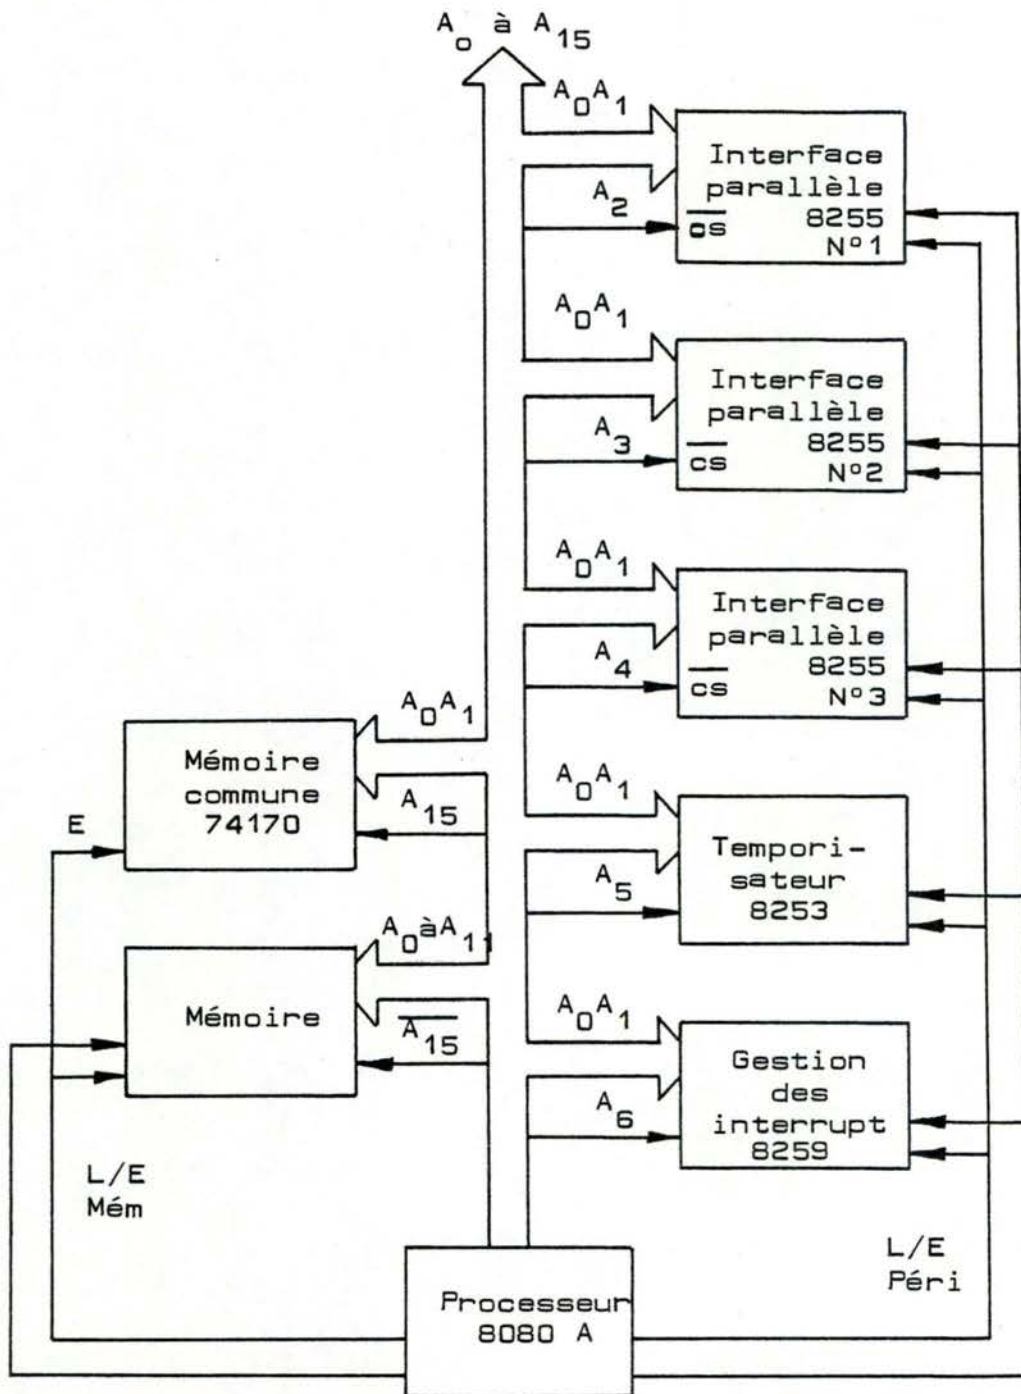 A0 à A15
A0A1
Interface
parallèle
8255
N°1
A2
cs
A0A1
Interface
parallèle
8255
N°2
A3
cs
A0A1
Interface
parallèle
8255
N°3
A4
cs
A0A1
Mémoire
commune
74170
A15
E
A0A1
Tempori-
sateur
8253
A5
A0àA11
Mémoire
A15
A0A1
Gestion
des
interrupt
8259
A6
L/E
Mém
L/E
Péri
Processeur
8080 A